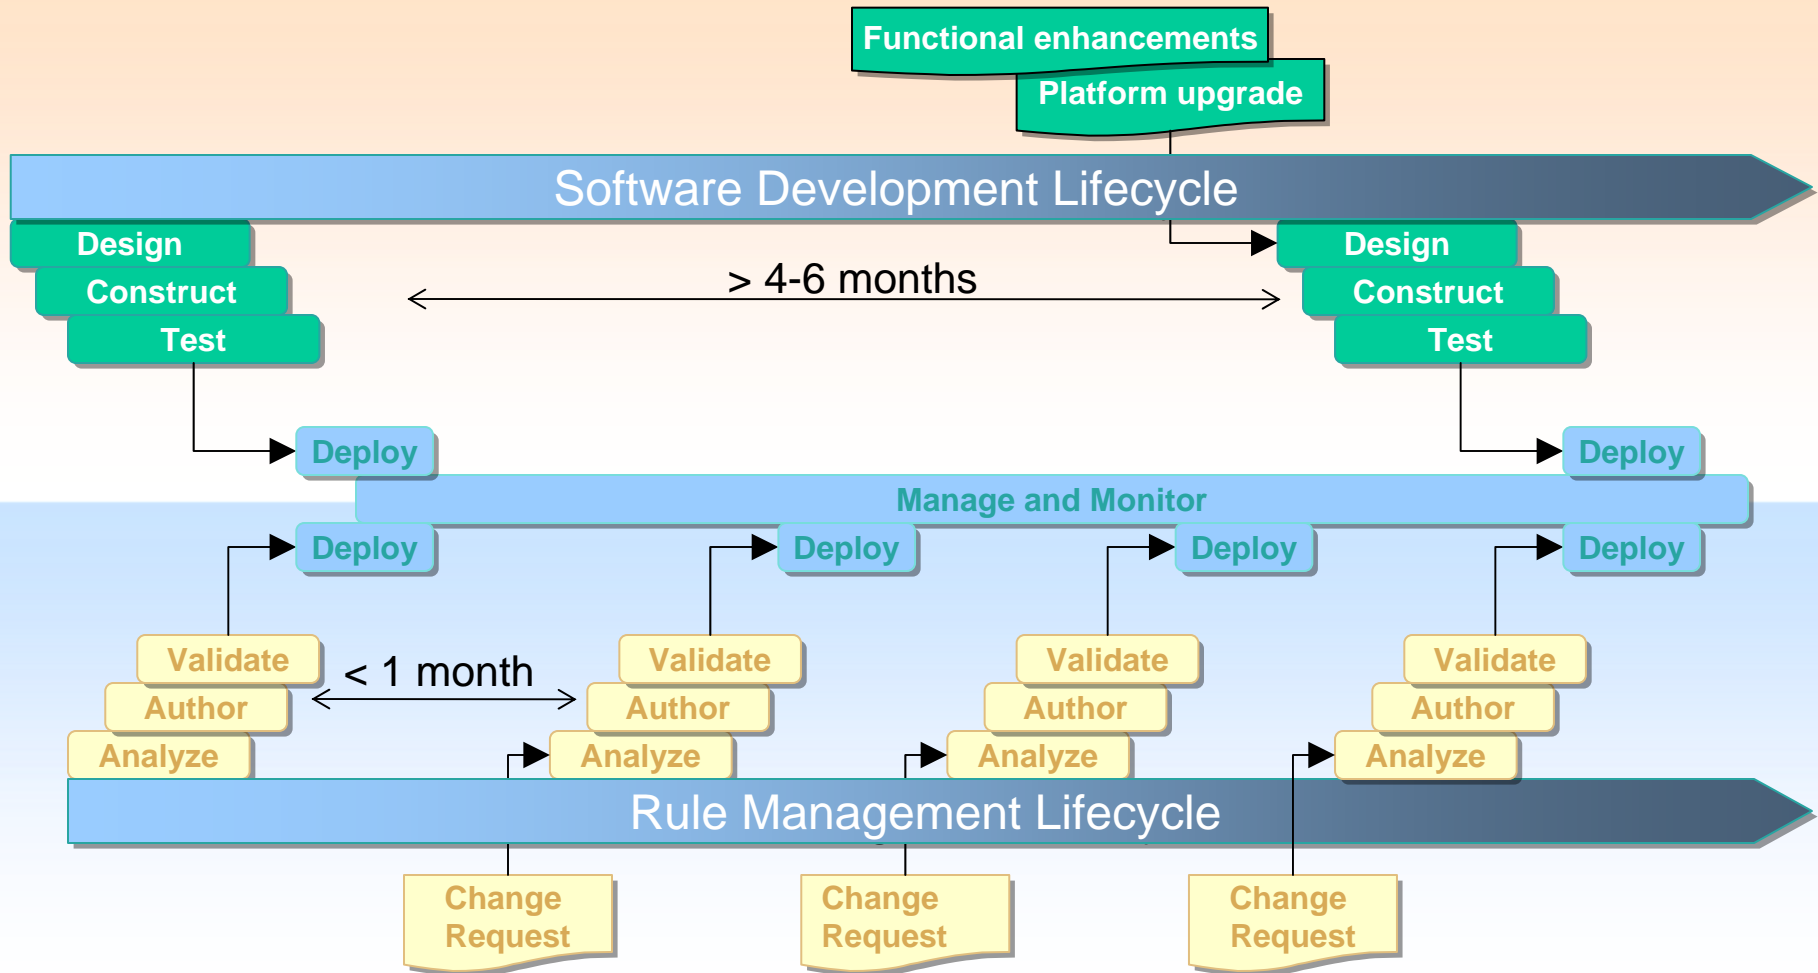 Functional enhancements
Platform upgrade
Software Development Lifecycle
Design
Construct
Test
> 4-6 months
Design
Construct
Test
Deploy
Deploy
Manage and Monitor
Deploy
Deploy
Deploy
Deploy
Validate
Author
Analyze
< 1 month
Validate
Author
Analyze
Validate
Author
Analyze
Validate
Author
Analyze
Rule Management Lifecycle
Change
Request
Change
Request
Change
Request